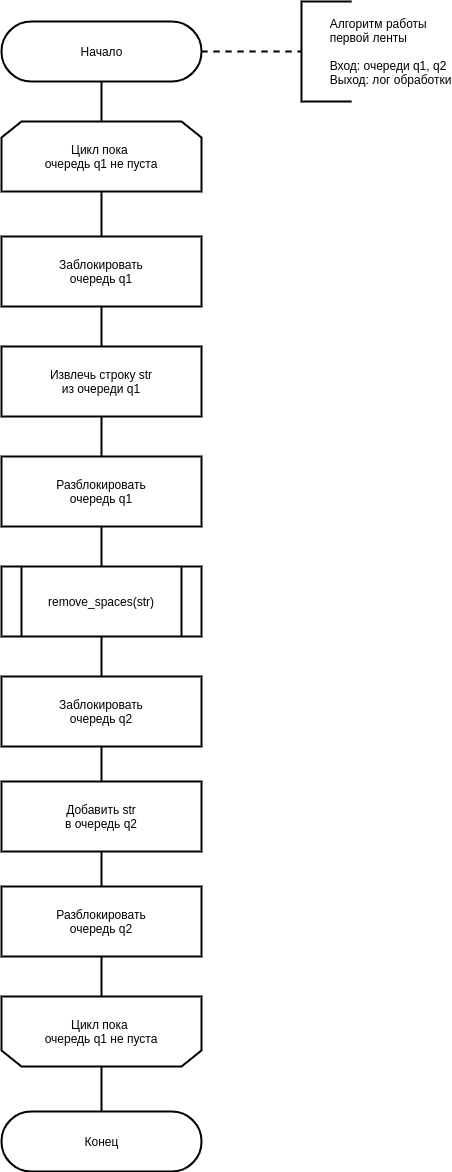 Начало
Алгоритм работы
первой ленты
Вход: очереди q1, q2
Выход: лог обработки
Цикл пока
очередь q1 не пуста
Заблокировать
очередь q1
Извлечь строку str
из очереди q1
Разблокировать
очередь q1
remove_spaces(str)
Заблокировать
очередь q2
Добавить str
в очередь q2
Разблокировать
очередь q2
Цикл пока
очередь q1 не пуста
Конец